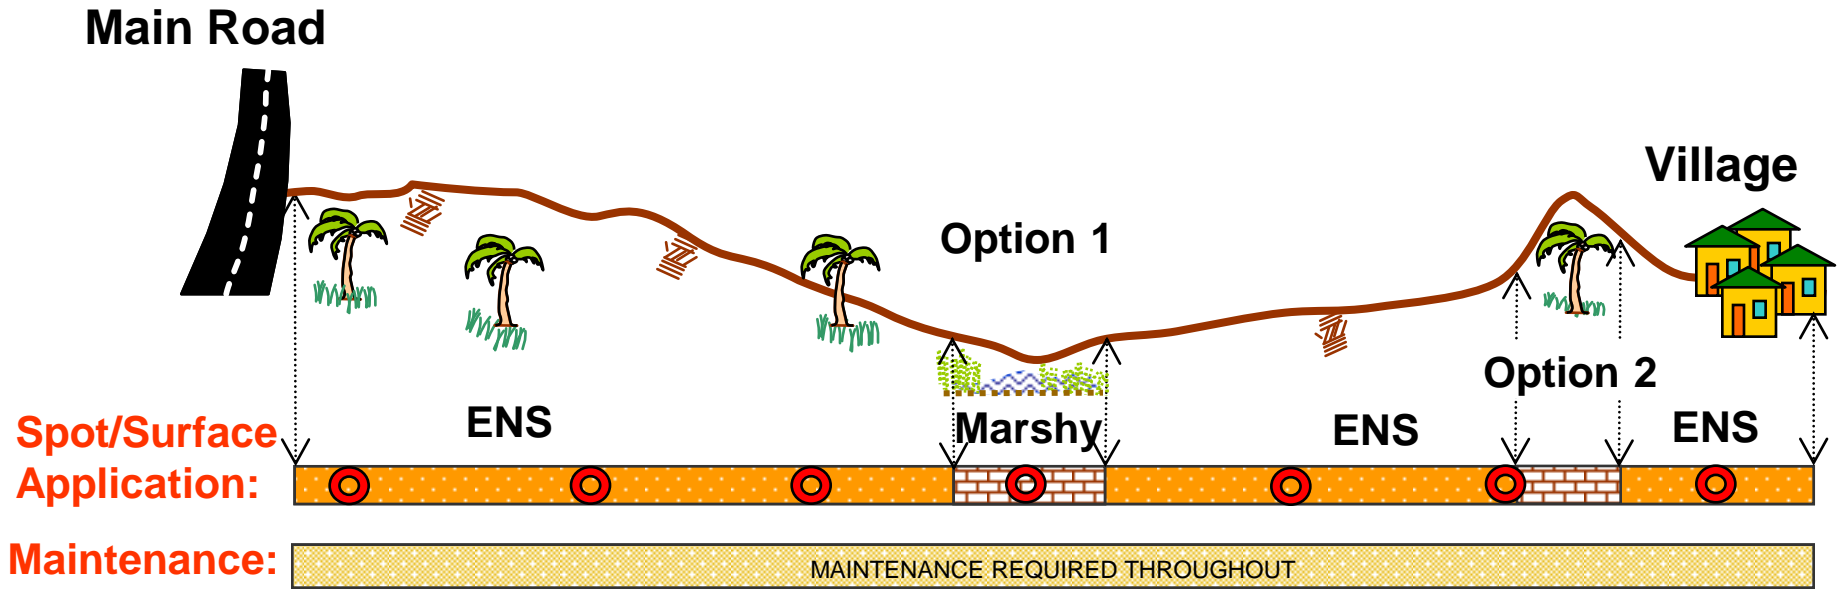 Main Road
Village
Option 1
Option 2
ENS
Marshy
ENS
ENS
Spot/Surface
Application:
Maintenance:
MAINTENANCE REQUIRED THROUGHOUT